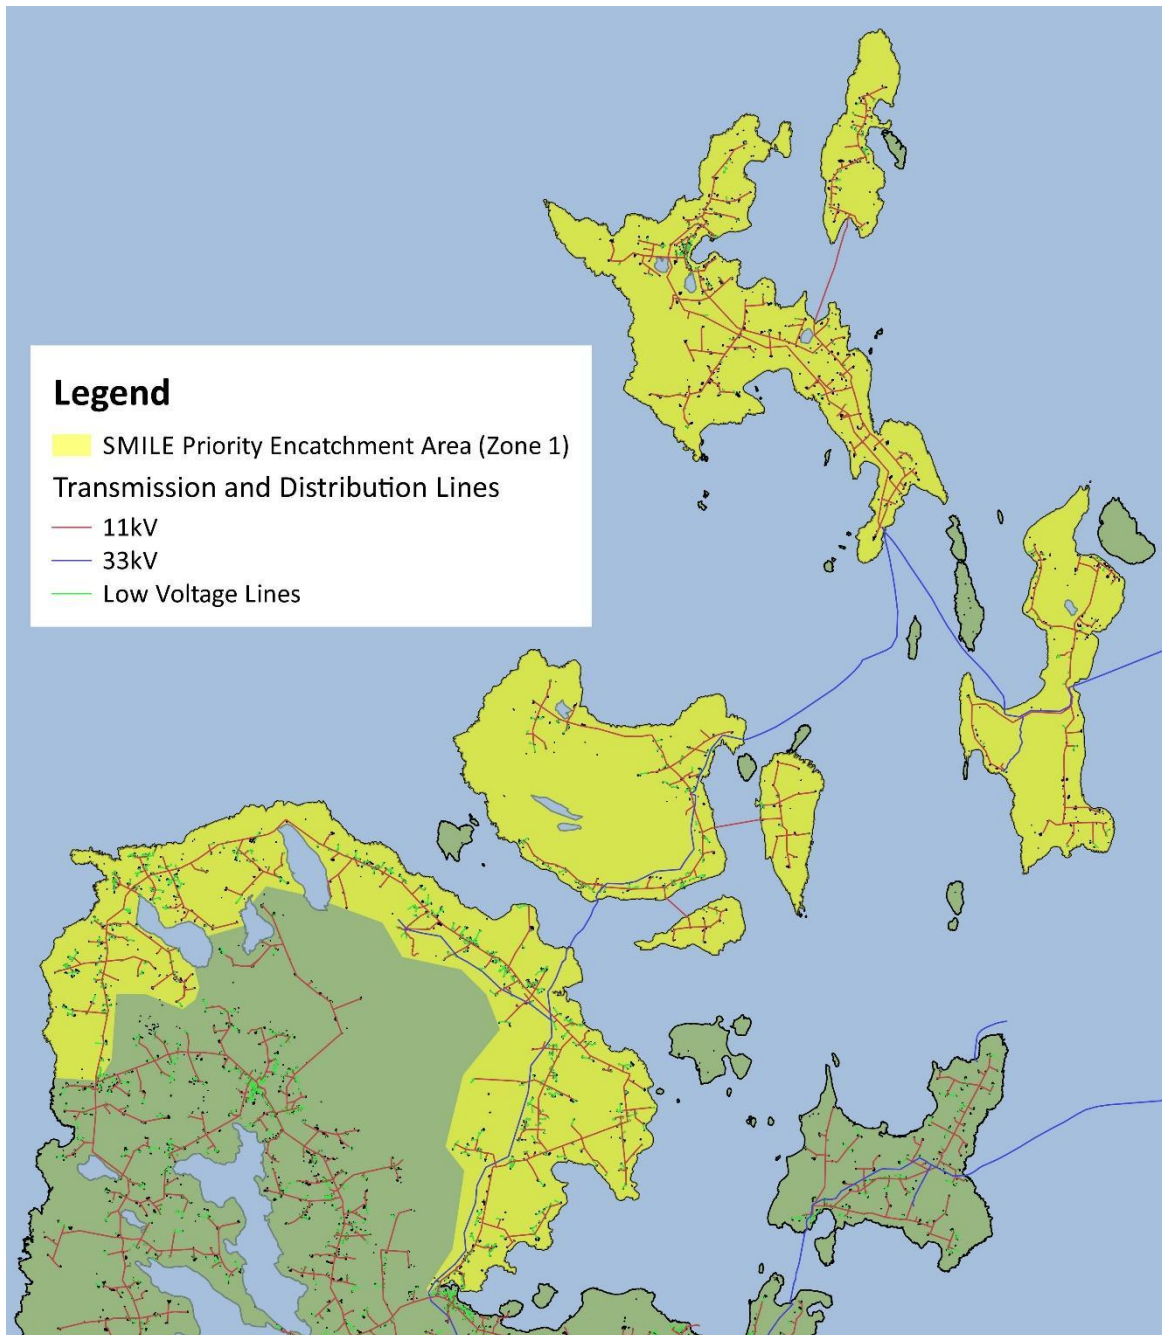 Legend
SMILE Priority Encatchment Area (Zone 1)
Transmission and Distribution Lines
11kV
33kV
Low Voltage Lines